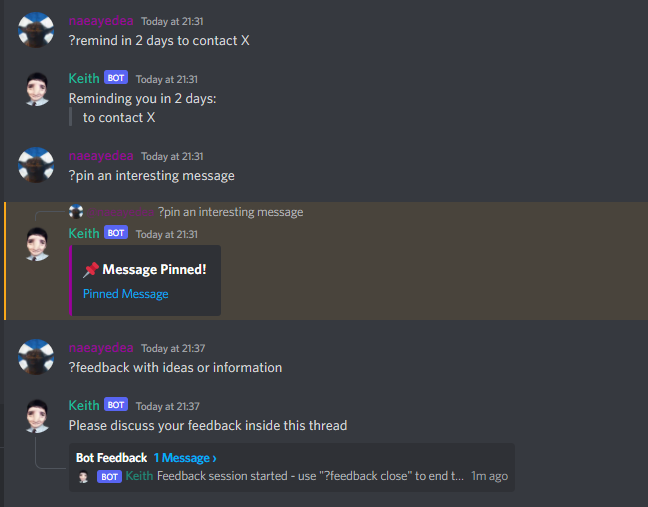 naeayedea Today at 21:31
?remind in 2 days to contact X
Keith BOT Today at 21:31
Reminding you in 2 days:
to contact X
naeayedea Today at 21:31
?pin an interesting message
?pin an interesting message
Keith BOT Today at 21:31
📌 Message Pinned!
Pinned Message
naeayedea Today at 21:37
?feedback with ideas or information
Keith BOT Today at 21:37
Please discuss your feedback inside this thread
Bot Feedback 1 Message ›
BOT Keith Feedback session started - use "?feedback close" to end t... 1m ago